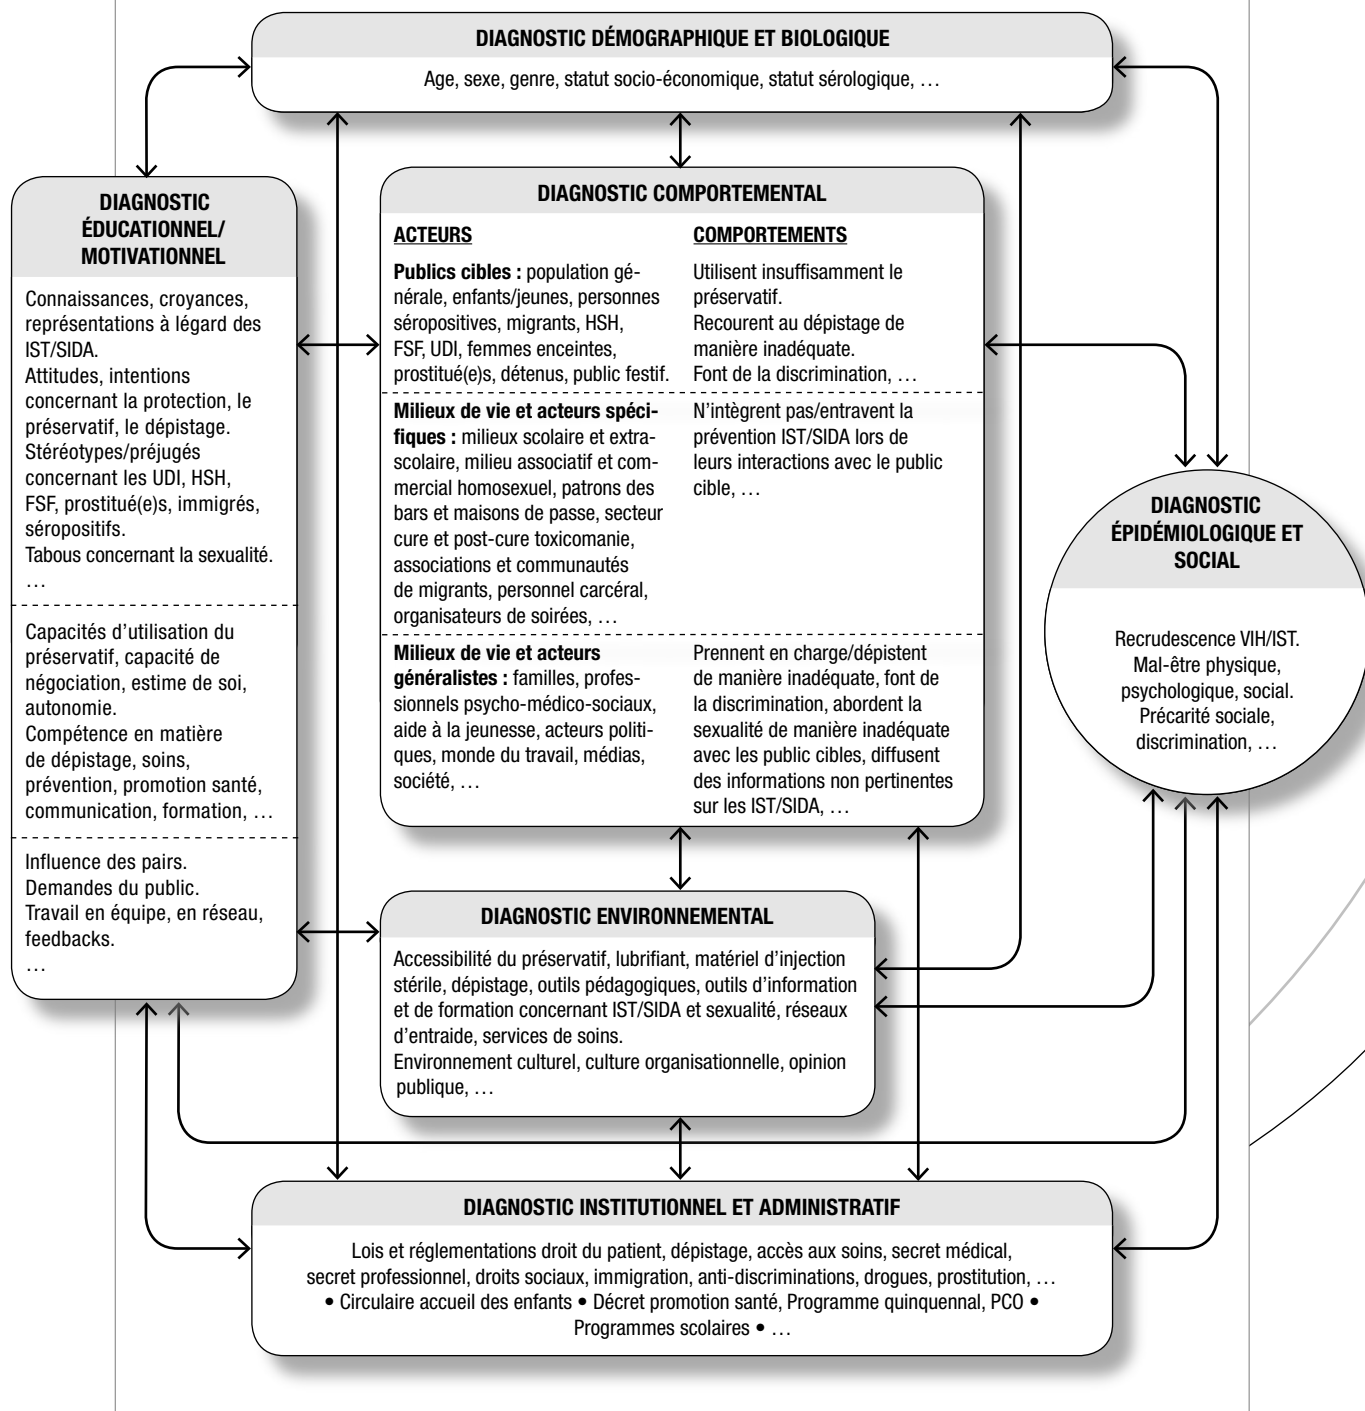 DIAGNOSTIC DÉMOGRAPHIQUE ET BIOLOGIQUE
Age, sexe, genre, statut socio-économique, statut sérologique, …
DIAGNOSTIC
ÉDUCATIONNEL/
MOTIVATIONNEL
Connaissances, croyances,
représentations à légard des
IST/SIDA.
Attitudes, intentions
concernant la protection, le
préservatif, le dépistage.
Stéréotypes/préjugés
concernant les UDI, HSH,
FSF, prostitué(e)s, immigrés,
séropositifs.
Tabous concernant la sexualité.
…
Capacités d’utilisation du
préservatif, capacité de
négociation, estime de soi,
autonomie.
Compétence en matière
de dépistage, soins,
prévention, promotion santé,
communication, formation, …
Influence des pairs.
Demandes du public.
Travail en équipe, en réseau,
feedbacks.
…
DIAGNOSTIC COMPORTEMENTAL
ACTEURS
Publics cibles : population gé-
nérale, enfants/jeunes, personnes
séropositives, migrants, HSH,
FSF, UDI, femmes enceintes,
prostitué(e)s, détenus, public festif.
COMPORTEMENTS
Utilisent insuffisamment le
préservatif.
Recourent au dépistage de
manière inadéquate.
Font de la discrimination, …
Milieux de vie et acteurs spéci-
fiques : milieux scolaire et extra-
scolaire, milieu associatif et com-
mercial homosexuel, patrons des
bars et maisons de passe, secteur
cure et post-cure toxicomanie,
associations et communautés
de migrants, personnel carcéral,
organisateurs de soirées, …
N’intègrent pas/entravent la
prévention IST/SIDA lors de
leurs interactions avec le public
cible, …
Milieux de vie et acteurs
généralistes : familles, profes-
sionnels psycho-médico-sociaux,
aide à la jeunesse, acteurs politi-
ques, monde du travail, médias,
société, …
Prennent en charge/dépistent
de manière inadéquate, font de
la discrimination, abordent la
sexualité de manière inadéquate
avec les public cibles, diffusent
des informations non pertinentes
sur les IST/SIDA, …
DIAGNOSTIC
ÉPIDÉMIOLOGIQUE ET
SOCIAL
Recrudescence VIH/IST.
Mal-être physique,
psychologique, social.
Précarité sociale,
discrimination, …
DIAGNOSTIC ENVIRONNEMENTAL
Accessibilité du préservatif, lubrifiant, matériel d’injection
stérile, dépistage, outils pédagogiques, outils d’information
et de formation concernant IST/SIDA et sexualité, réseaux
d’entraide, services de soins.
Environnement culturel, culture organisationnelle, opinion
publique, …
DIAGNOSTIC INSTITUTIONNEL ET ADMINISTRATIF
Lois et réglementations droit du patient, dépistage, accès aux soins, secret médical,
secret professionnel, droits sociaux, immigration, anti-discriminations, drogues, prostitution, …
• Circulaire accueil des enfants • Décret promotion santé, Programme quinquennal, PCO •
Programmes scolaires • …